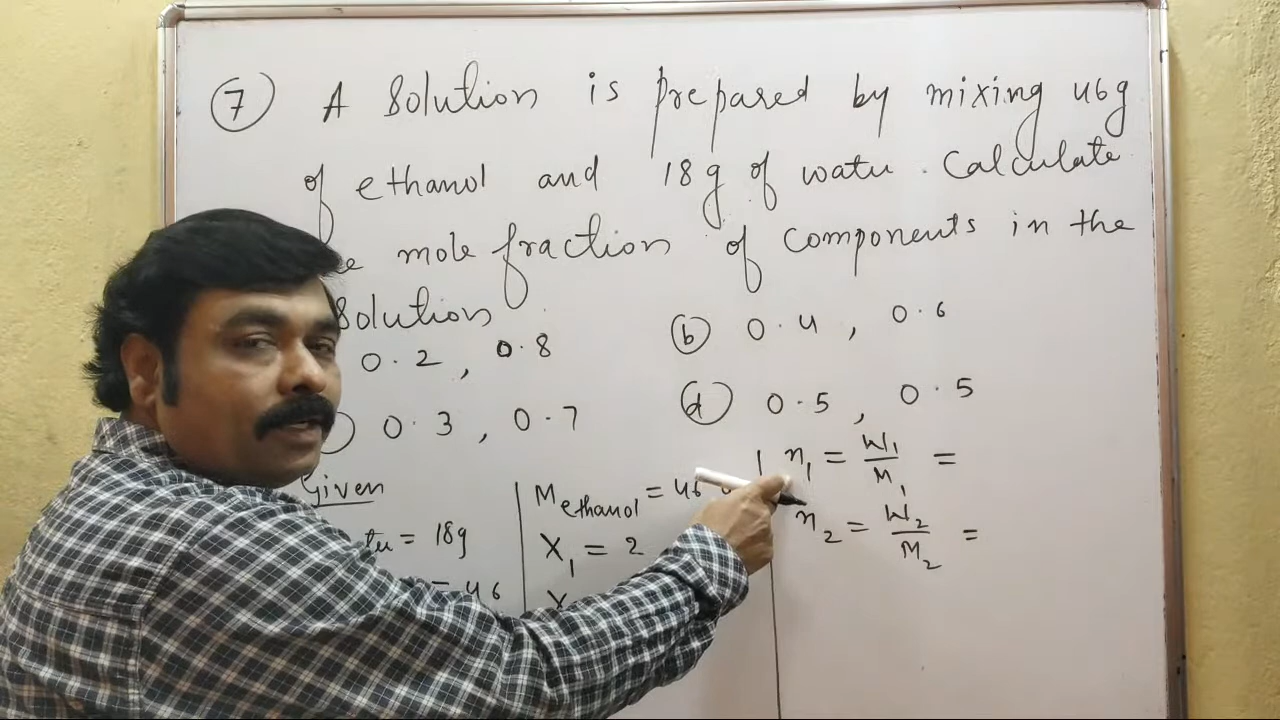 ⑦ A Solution is prepared by mixing 46g
of ethanol and 18g of water. Calculate
mole fraction of components in the
Solution
0.2, 0.8
ⓑ 0.4, 0.6
0.3, 0.7
ⓓ 0.5, 0.5
Given
= 18g
= 46
M ethanol = 46
X₁ = 2
n₁ = W₁/M₁ =
n₂ = W₂/M₂ =